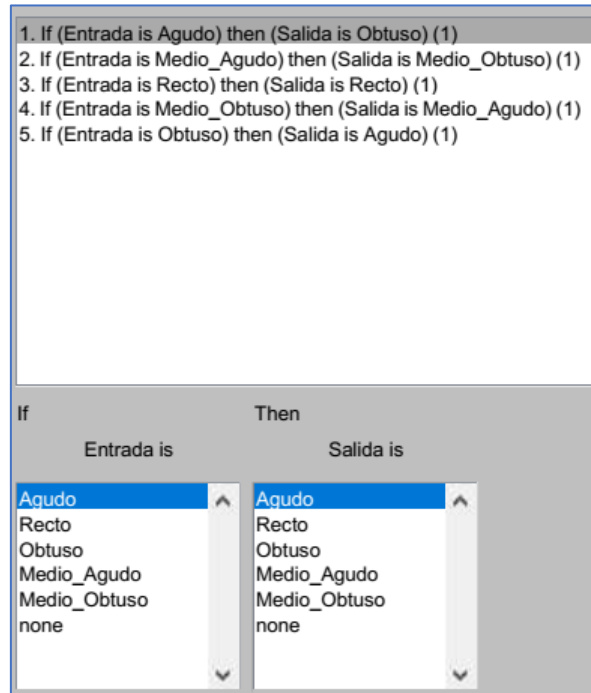 1. If (Entrada is Agudo) then (Salida is Obtuso) (1)
2. If (Entrada is Medio_Agudo) then (Salida is Medio_Obtuso) (1)
3. If (Entrada is Recto) then (Salida is Recto) (1)
4. If (Entrada is Medio_Obtuso) then (Salida is Medio_Agudo) (1)
5. If (Entrada is Obtuso) then (Salida is Agudo) (1)
If Then
Entrada is Salida is
Agudo Agudo
Recto Recto
Obtuso Obtuso
Medio_Agudo Medio_Agudo
Medio_Obtuso Medio_Obtuso
none none